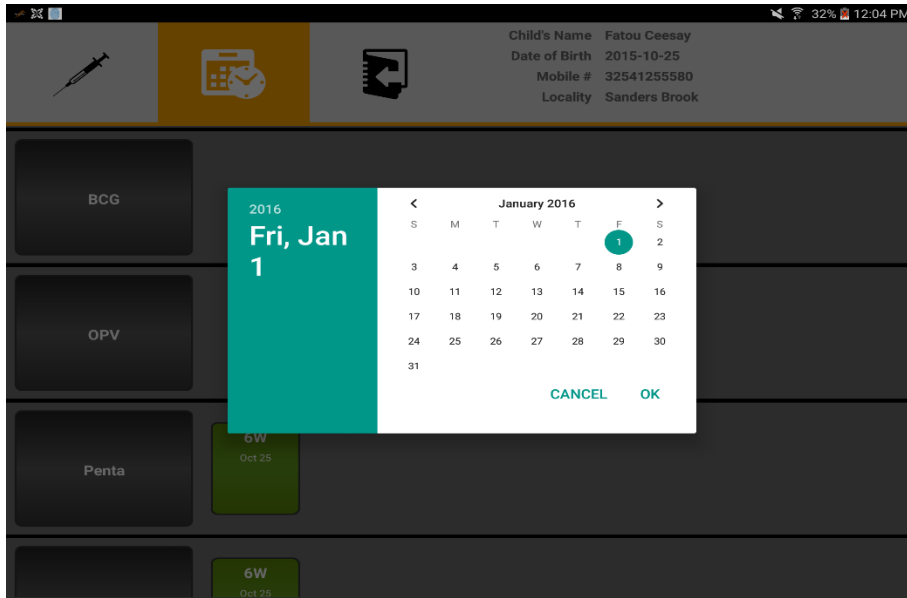 32% 12:04 PM
Child's Name Fatou Ceesay
Date of Birth 2015-10-25
Mobile # 32541255580
Locality Sanders Brook
BCG
2016
Fri, Jan
1
January 2016
S M T W T F S
1 2
3 4 5 6 7 8 9
10 11 12 13 14 15 16
17 18 19 20 21 22 23
24 25 26 27 28 29 30
31
CANCEL OK
OPV
6W
Oct 25
Penta
6W
Oct 25